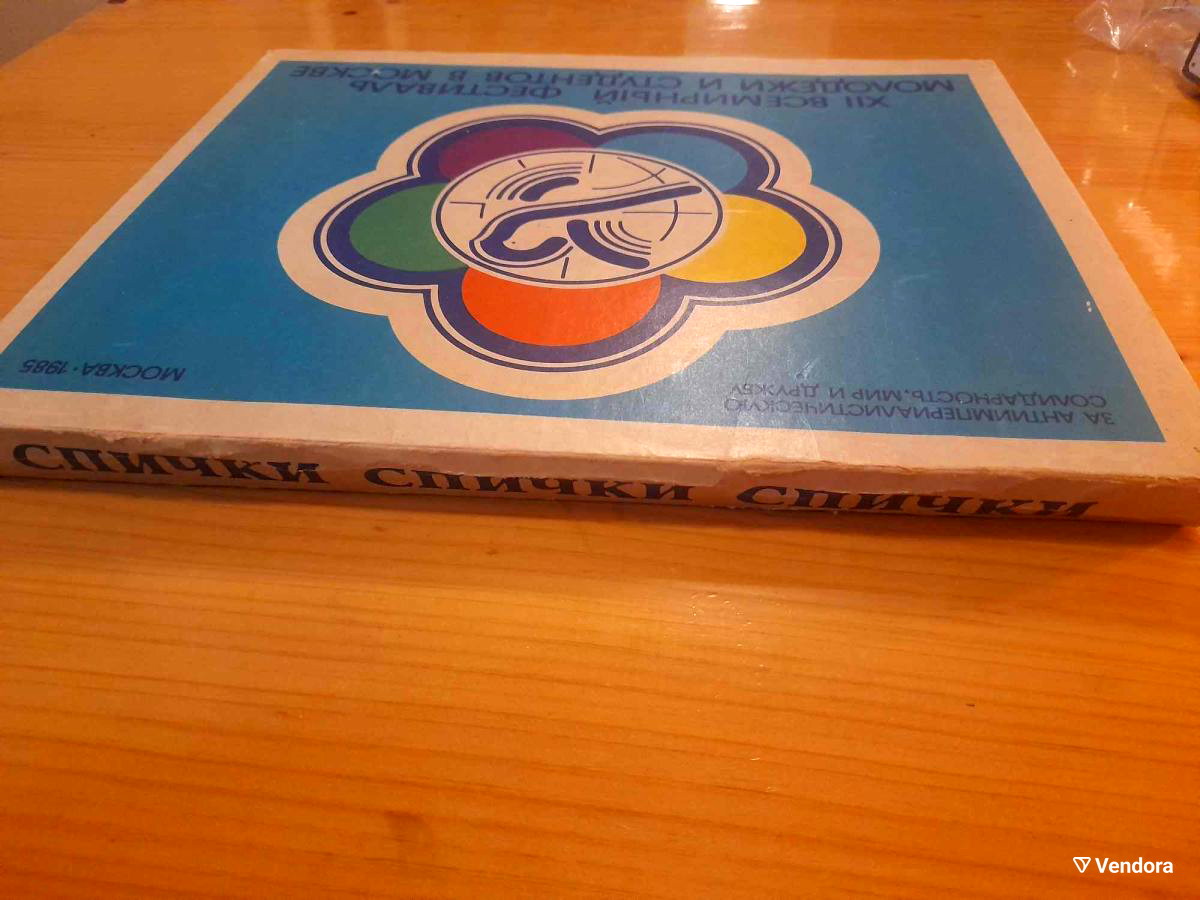 XII ВСЕМИРНЫЙ ФЕСТИВАЛЬ
МОЛОДЕЖИ И СТУДЕНТОВ В МОСКВЕ
ЗА АНТИИМПЕРИАЛИСТИЧЕСКУЮ
СОЛИДАРНОСТЬ, МИР И ДРУЖБУ
МОСКВА · 1985
СПИЧКИ СПИЧКИ СПИЧКИ
Vendora